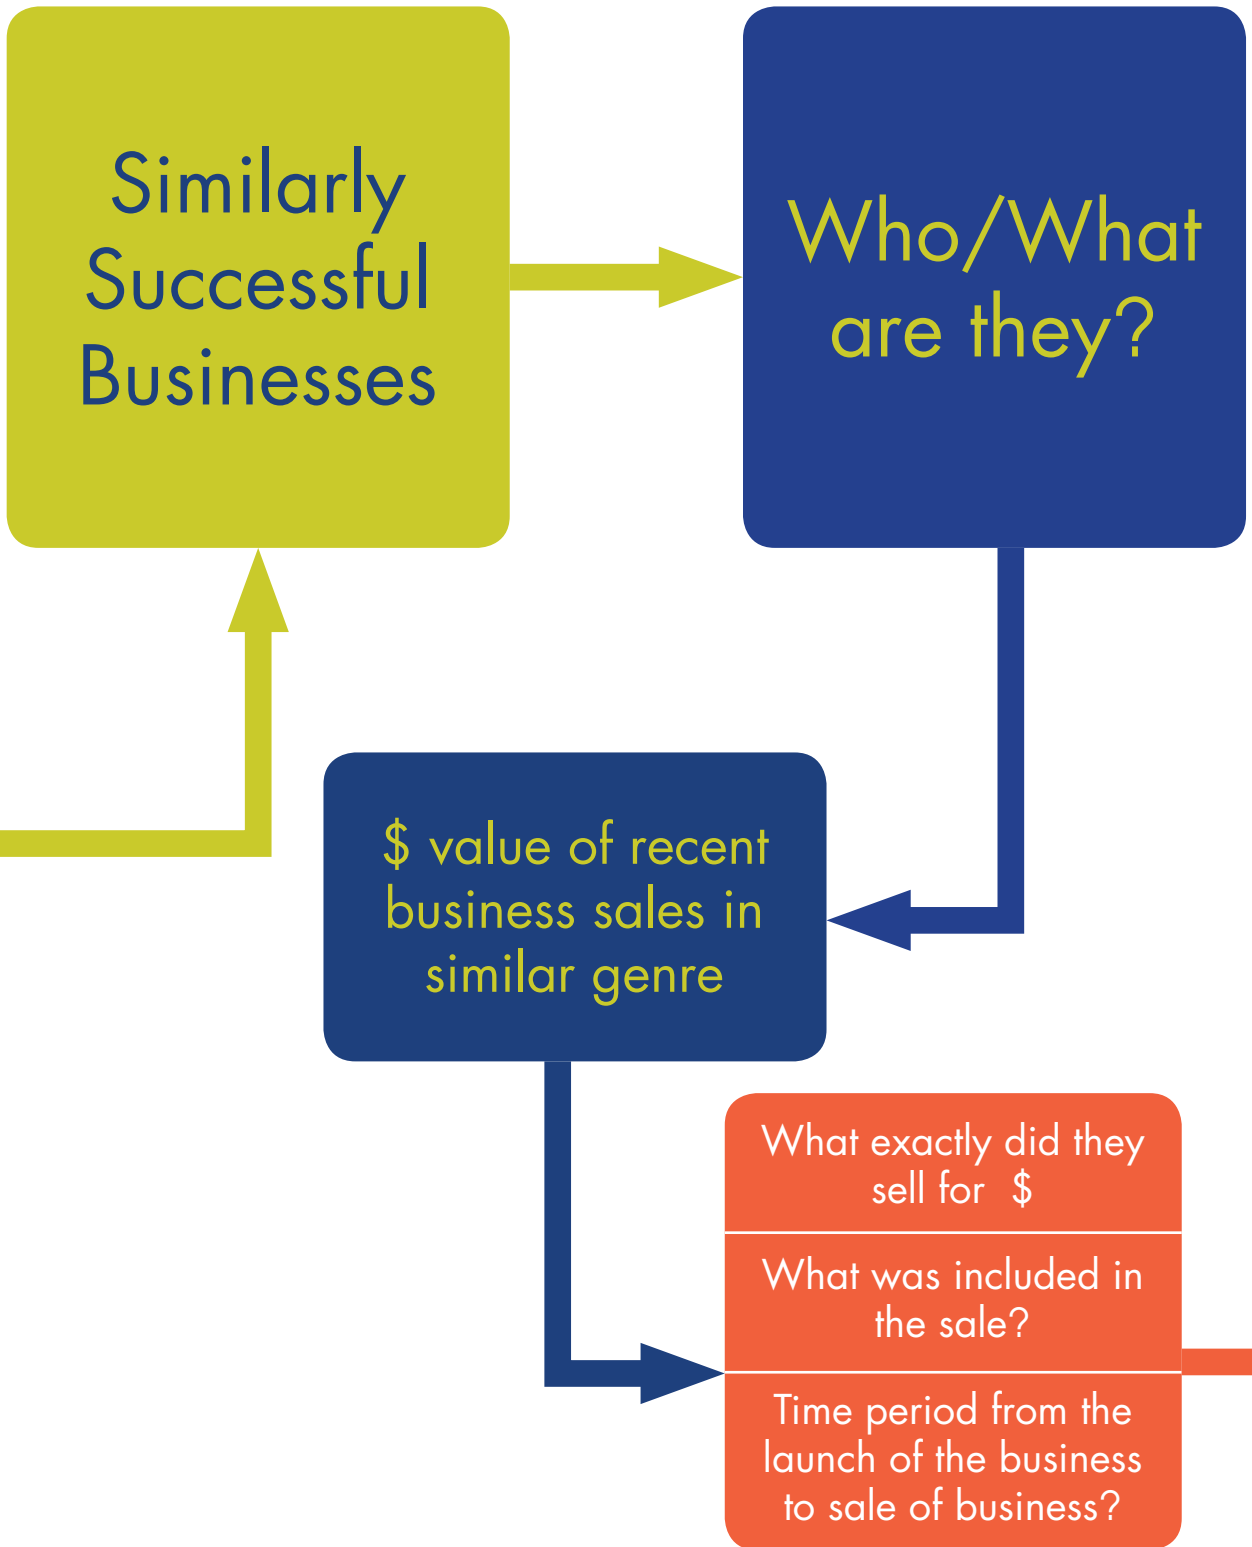 Similarly
Successful
Businesses
Who/What
are they?
$ value of recent
business sales in
similar genre
What exactly did they
sell for  $
What was included in
the sale?
Time period from the
launch of the business
to sale of business?